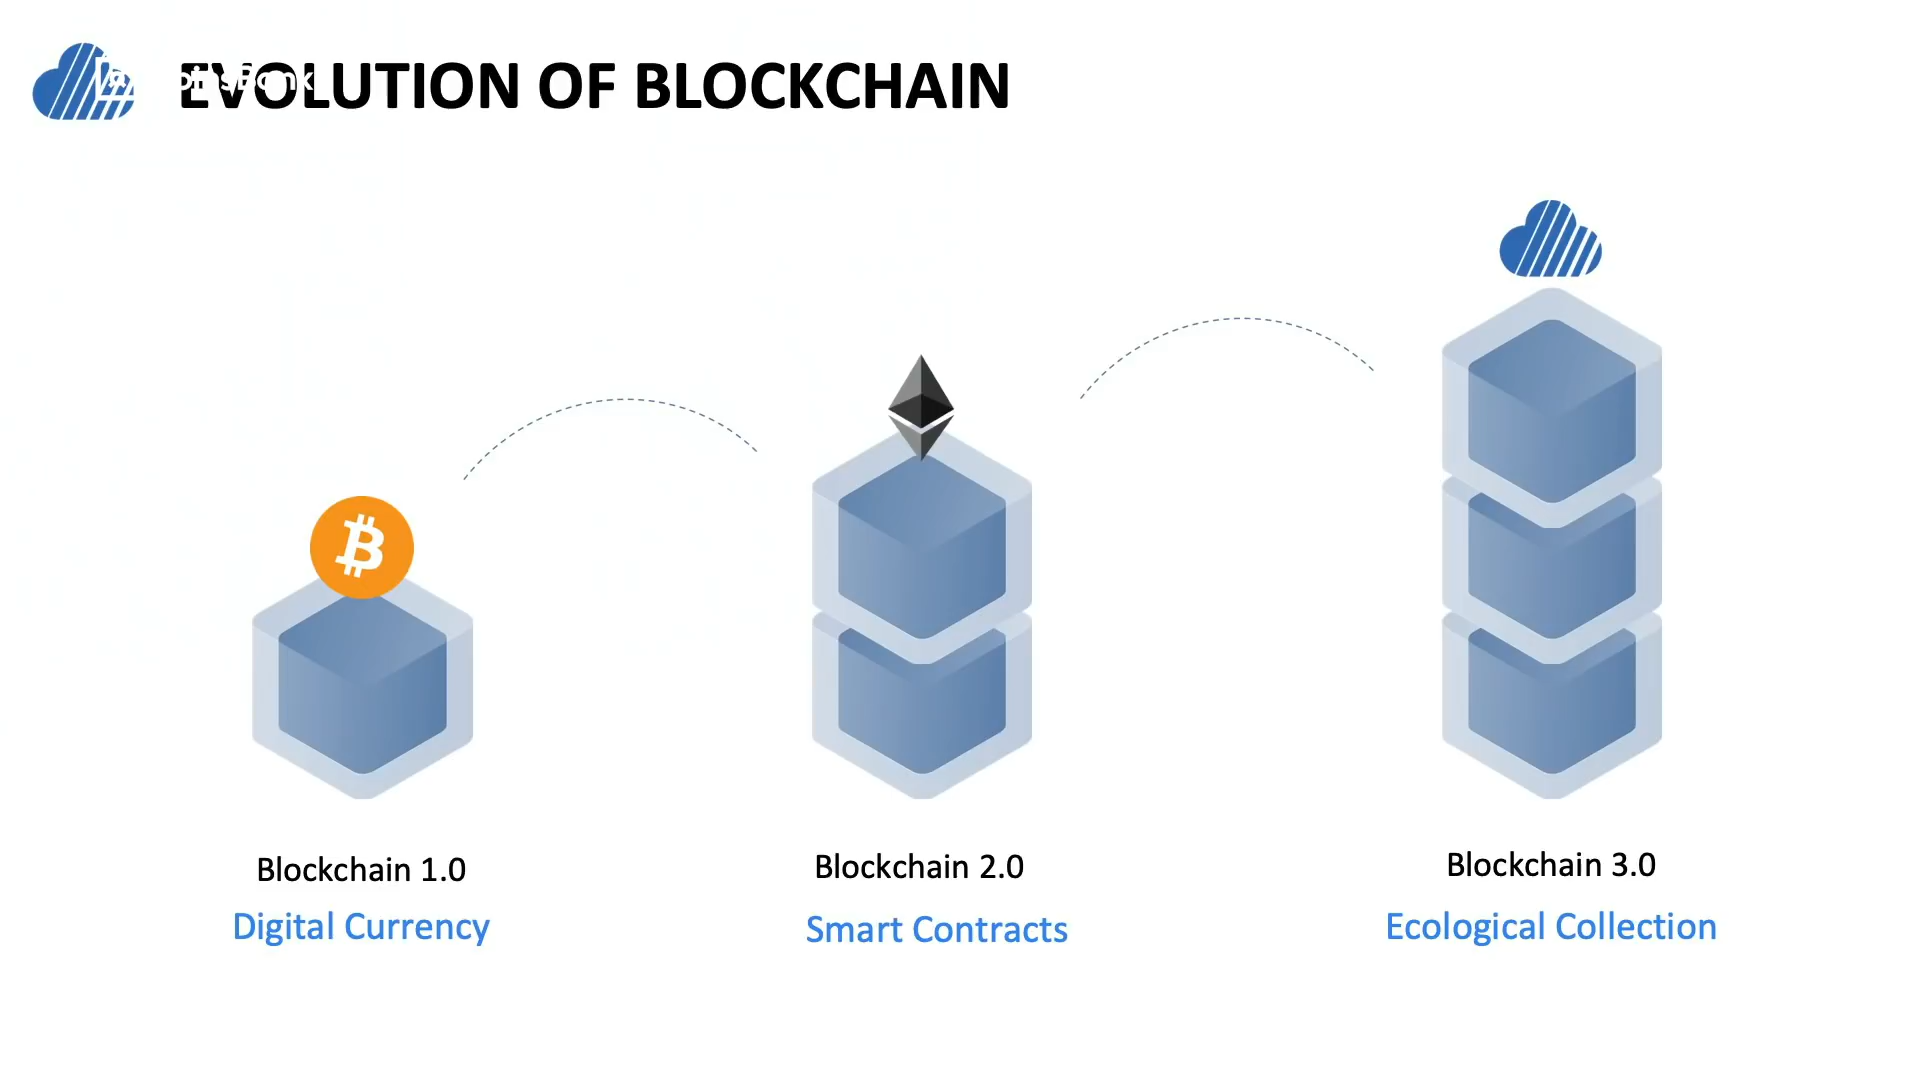 EVOLUTION OF BLOCKCHAIN
Blockchain 1.0
Digital Currency
Blockchain 2.0
Smart Contracts
Blockchain 3.0
Ecological Collection